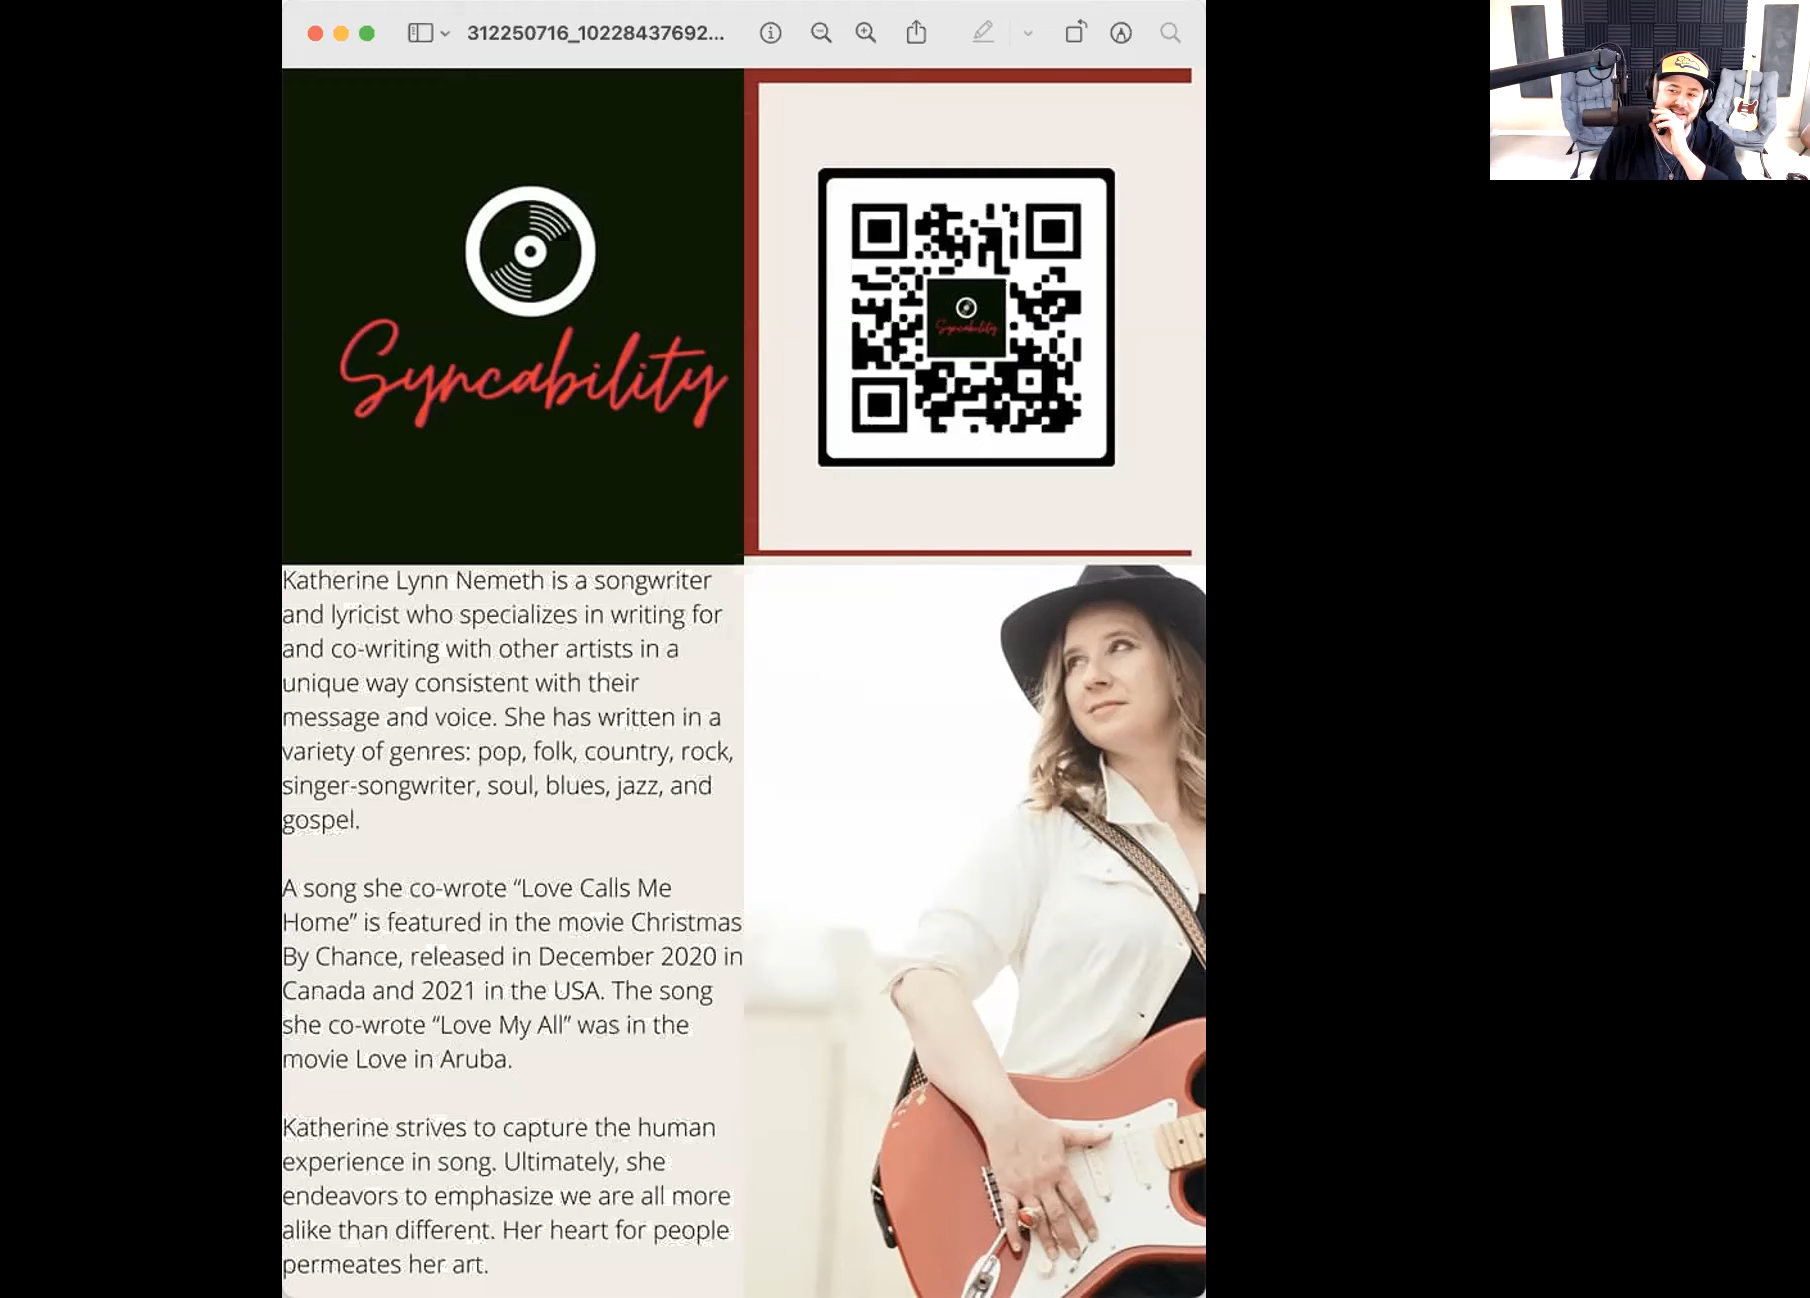 312250716_10228437692...
Syncability
Syncability
Katherine Lynn Nemeth is a songwriter
and lyricist who specializes in writing for
and co-writing with other artists in a
unique way consistent with their
message and voice. She has written in a
variety of genres: pop, folk, country, rock,
singer-songwriter, soul, blues, jazz, and
gospel.
A song she co-wrote “Love Calls Me
Home” is featured in the movie Christmas
By Chance, released in December 2020 in
Canada and 2021 in the USA. The song
she co-wrote “Love My All” was in the
movie Love in Aruba.
Katherine strives to capture the human
experience in song. Ultimately, she
endeavors to emphasize we are all more
alike than different. Her heart for people
permeates her art.